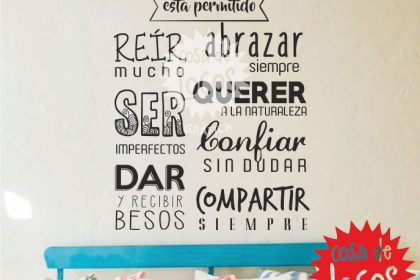 está permitido
REÍR
mucho
SER
IMPERFECTOS
DAR
Y RECIBIR
BESOS
abrazar
siempre
QUERER
A LA NATURALEZA
Confiar
SIN DUDAR
COMPARTIR
SIEMPRE
cosa de
locos